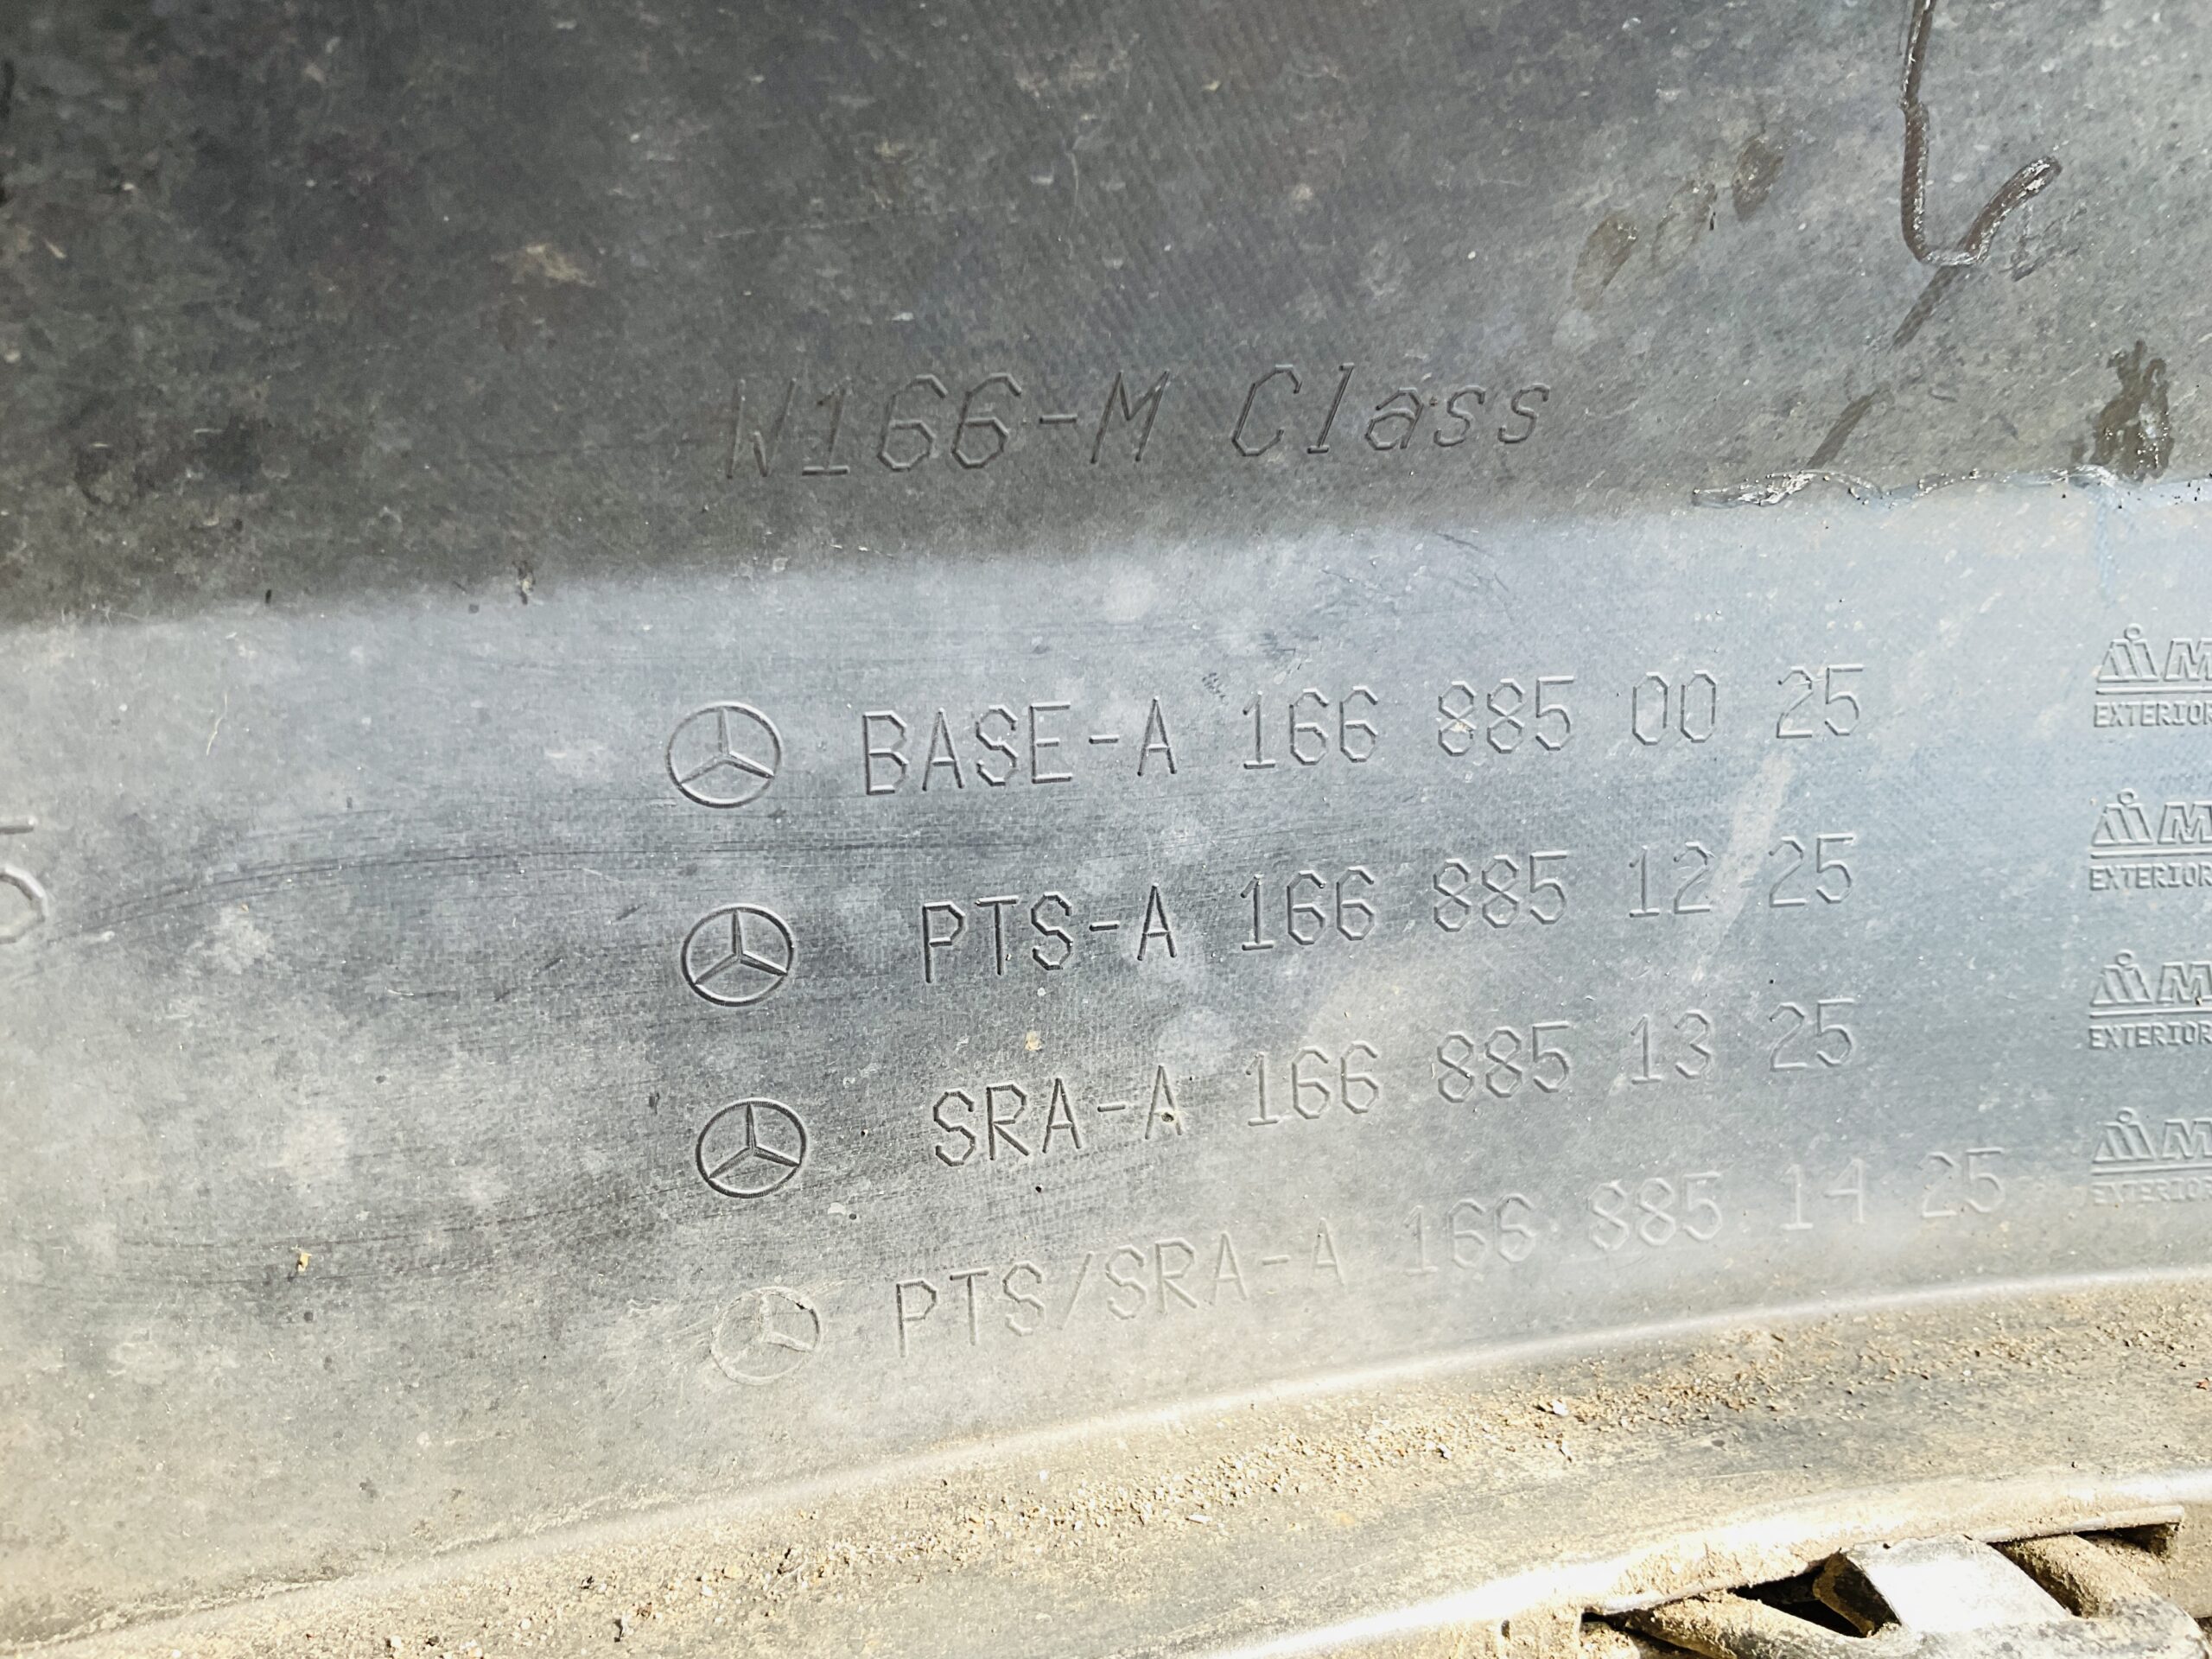 W166-M Class
BASE-A 166 885 00 25
EXTERIOR
PTS-A 166 885 12 25
EXTERIOR
SRA-A 166 885 13 25
EXTERIOR
PTS/SRA-A 166 885 14 25
EXTERIOR